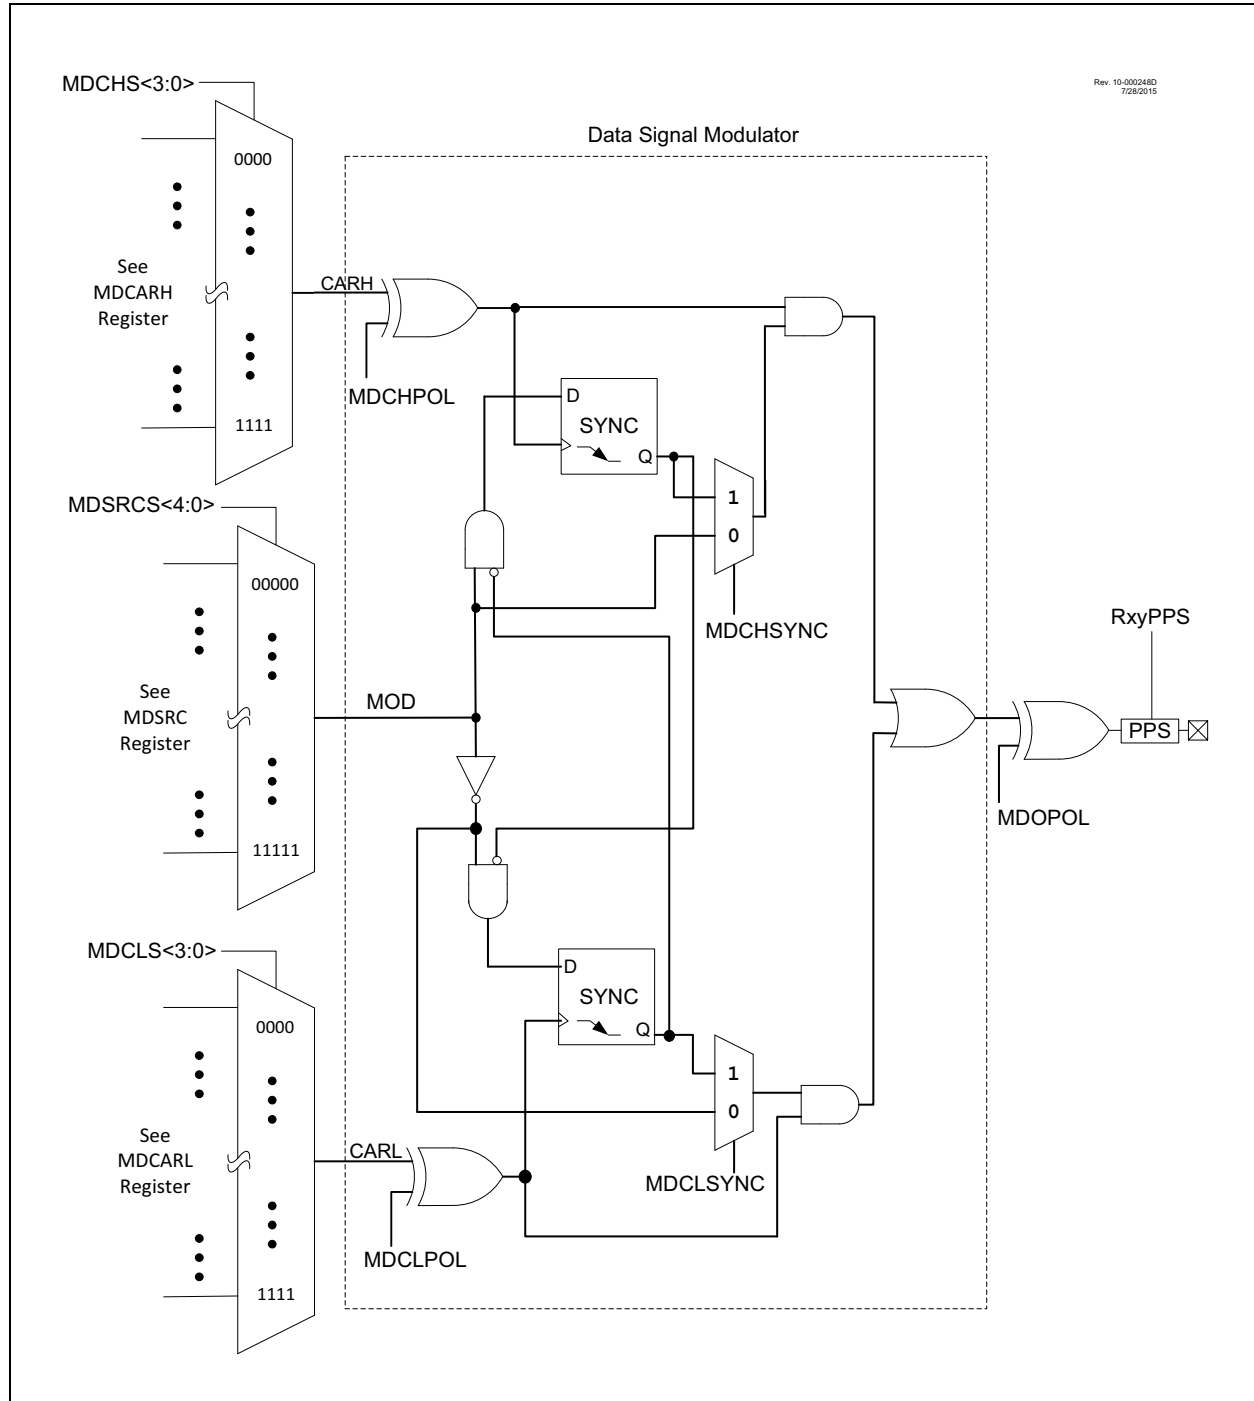 MDCHS<3:0>
Rev. 10-000248D
7/28/2015
Data Signal Modulator
0000
See
MDCARH
Register
CARH
1111
MDCHPOL
D
SYNC
Q
1
0
MDCHSYNC
MDSRCS<4:0>
00000
See
MDSRC
Register
MOD
11111
RxyPPS
PPS
MDOPOL
MDCLS<3:0>
0000
D
SYNC
Q
1
0
MDCLSYNC
See
MDCARL
Register
CARL
MDCLPOL
1111